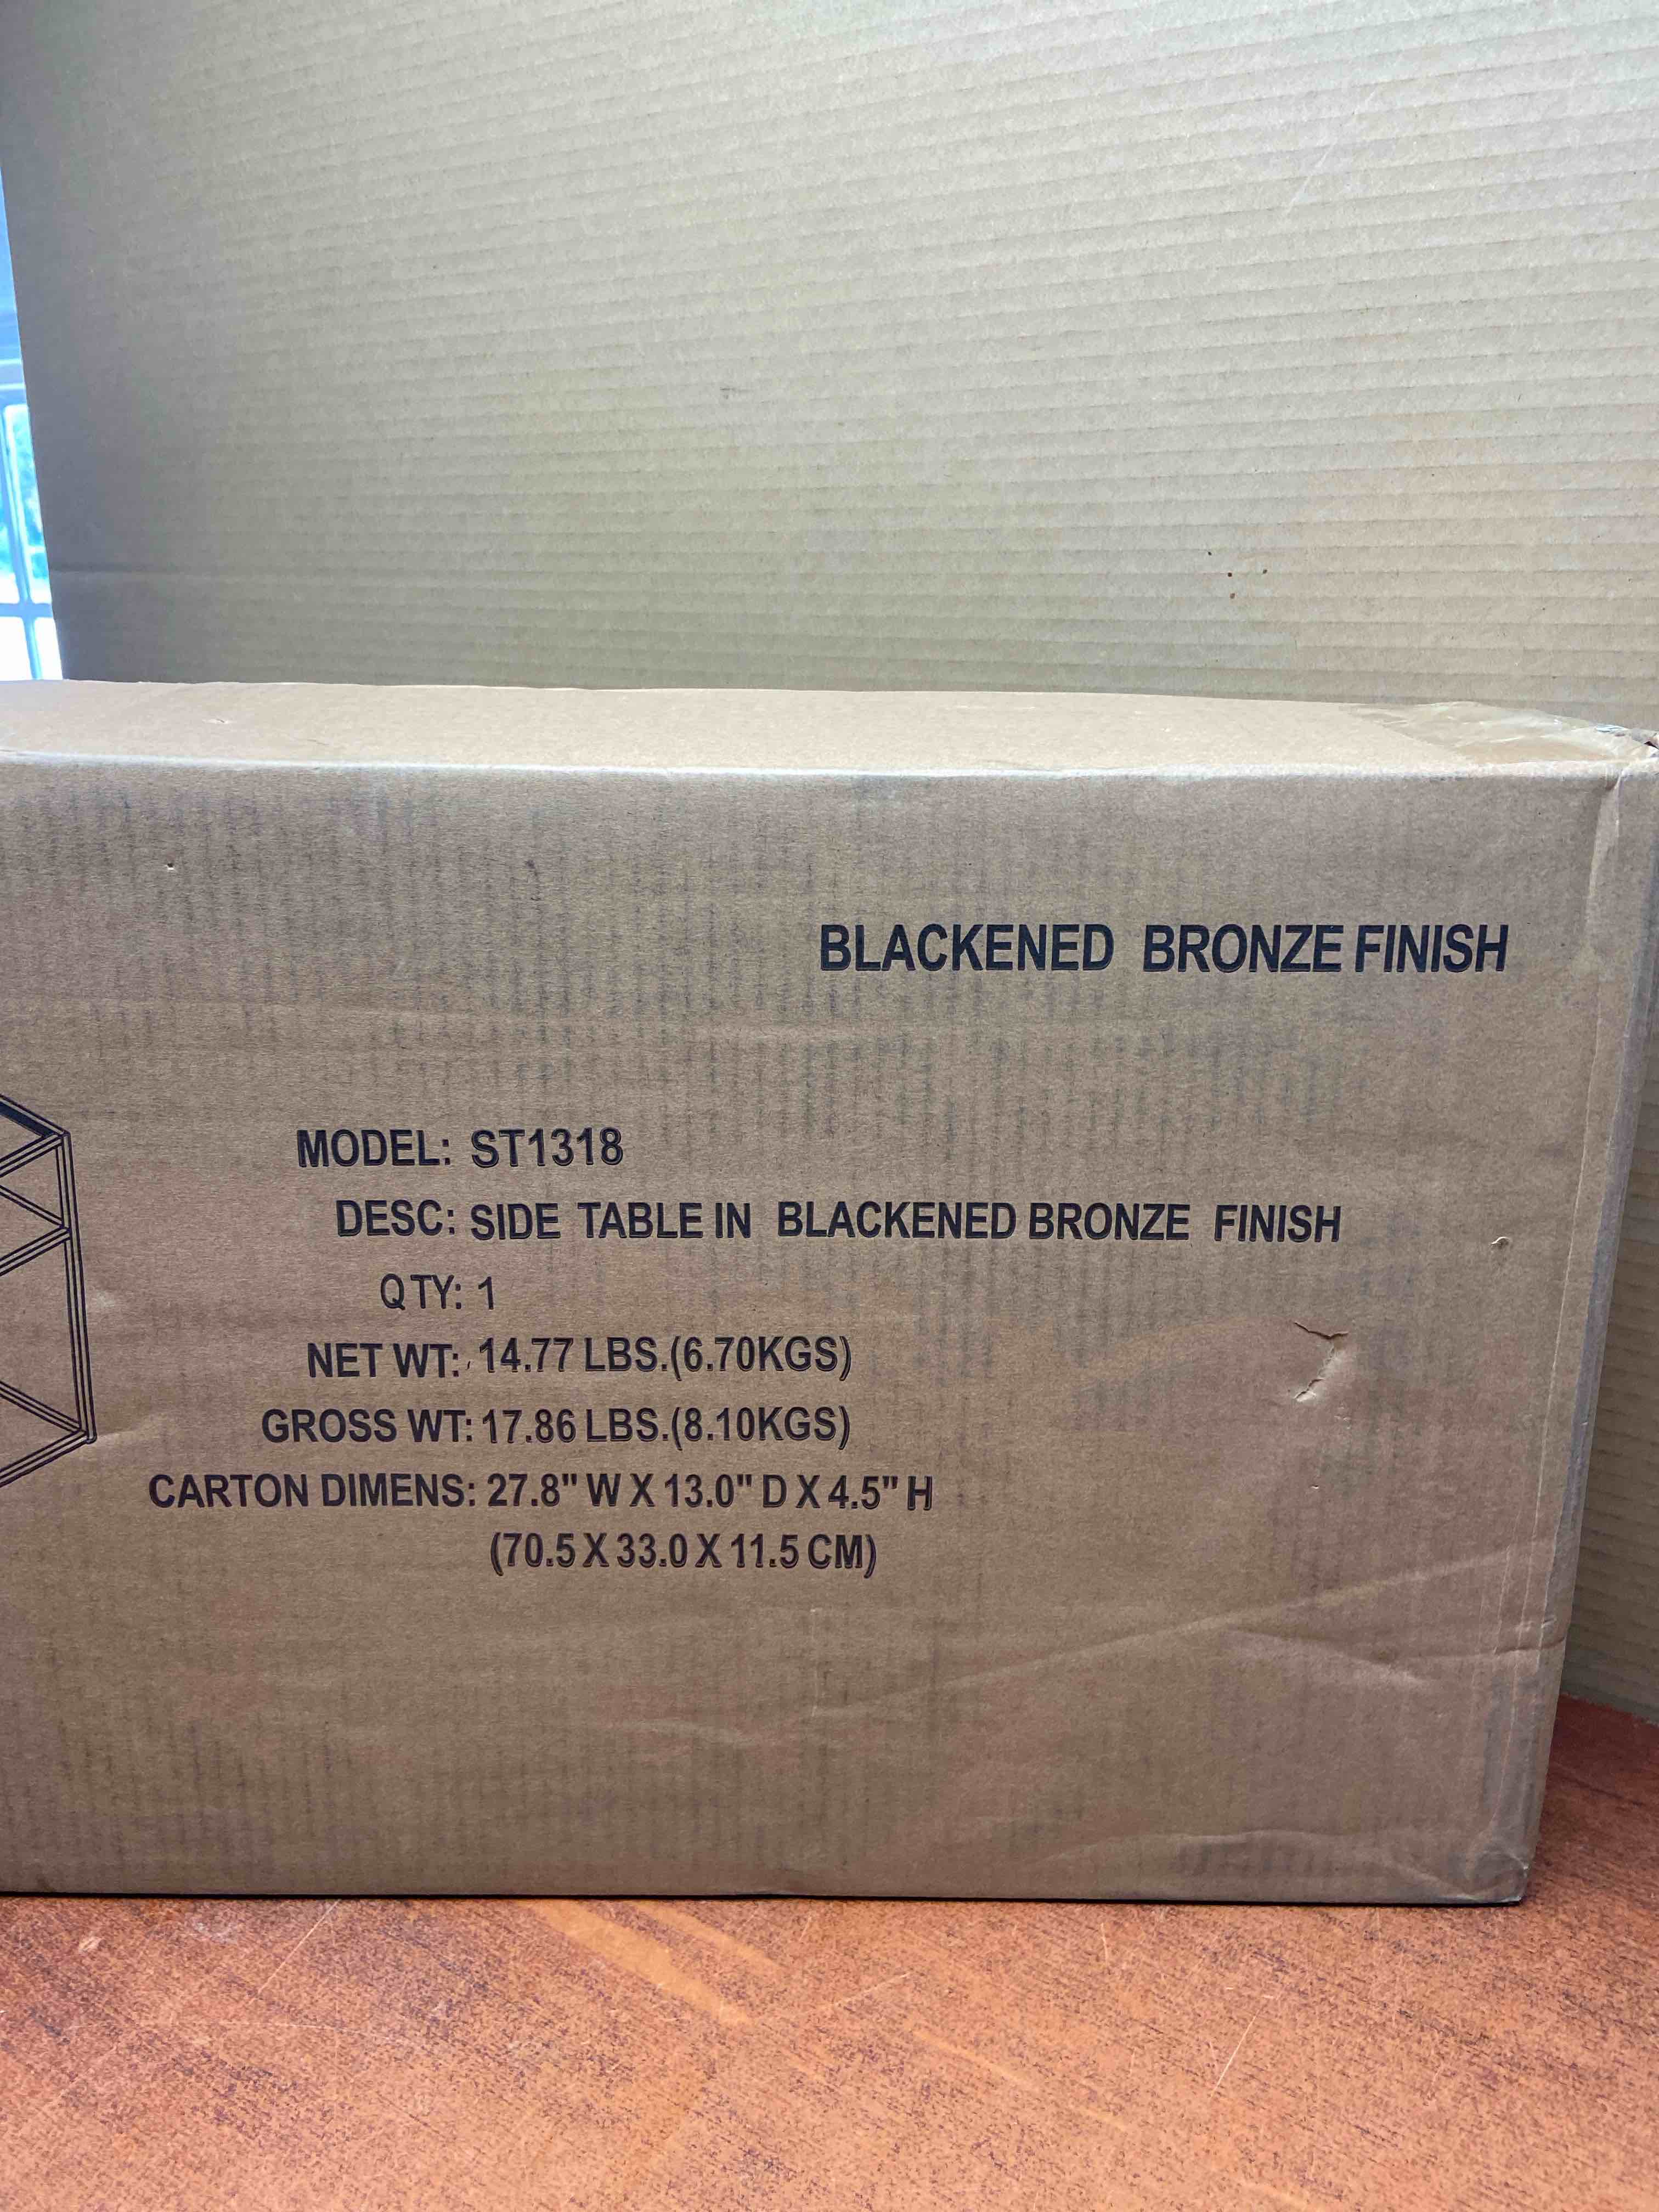 BLACKENED BRONZE FINISH
MODEL: ST1318
DESC: SIDE TABLE IN BLACKENED BRONZE FINISH
QTY: 1
NET WT: 14.77 LBS.(6.70KGS)
GROSS WT: 17.86 LBS.(8.10KGS)
CARTON DIMENS: 27.8" W X 13.0" D X 4.5" H
(70.5 X 33.0 X 11.5 CM)